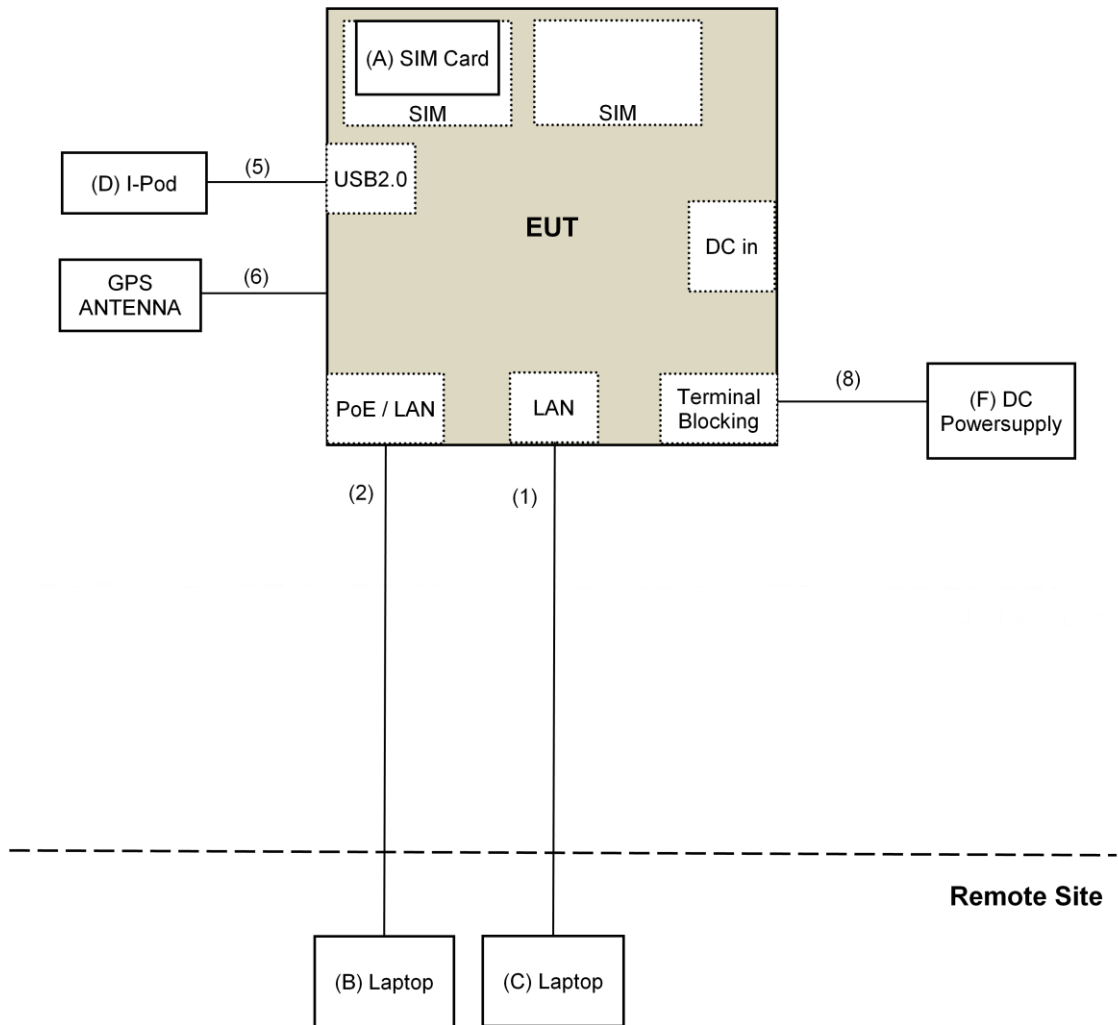 (A) SIM Card
SIM
SIM
(D) I-Pod
(5)
USB2.0
EUT
DC in
GPS
ANTENNA
(6)
PoE / LAN
LAN
Terminal
Blocking
(8)
(F) DC
Powersupply
(2)
(1)
Remote Site
(B) Laptop
(C) Laptop